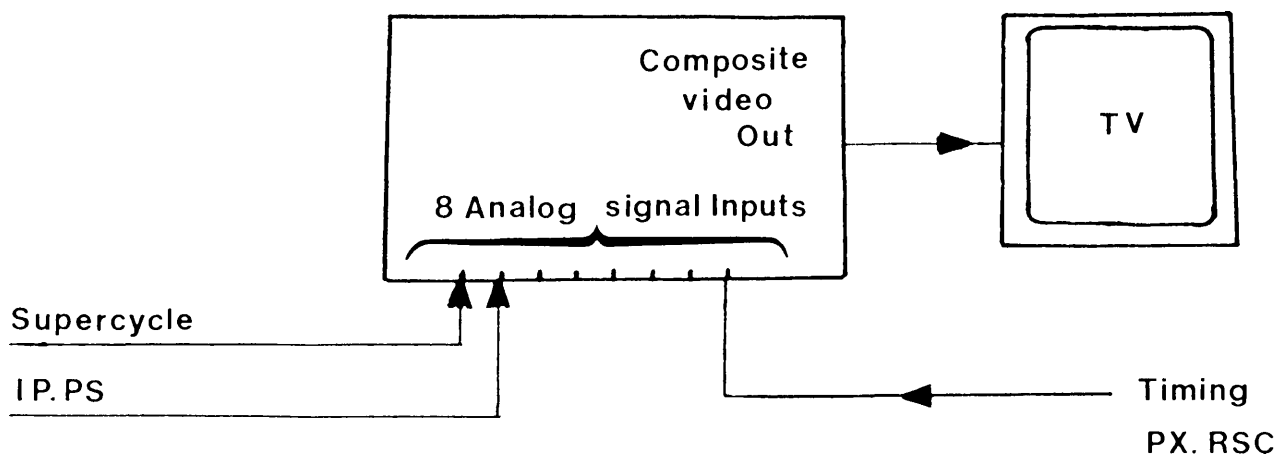 Composite
video
Out
TV
8 Analog signal Inputs
Supercycle
IP.PS
Timing
PX. RSC